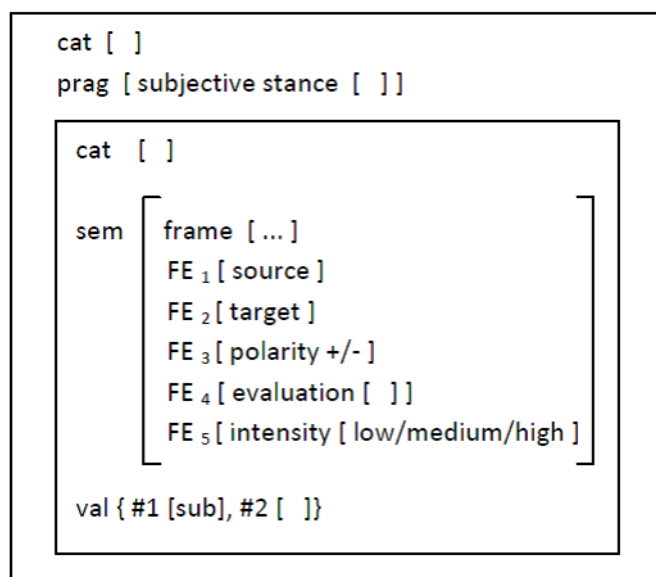 cat [ ]
prag [ subjective stance [ ] ]
cat [ ]
sem frame [ ... ]
FE 1 [ source ]
FE 2 [ target ]
FE 3 [ polarity +/- ]
FE 4 [ evaluation [ ] ]
FE 5 [ intensity [ low/medium/high ]
val { #1 [sub], #2 [ ]}